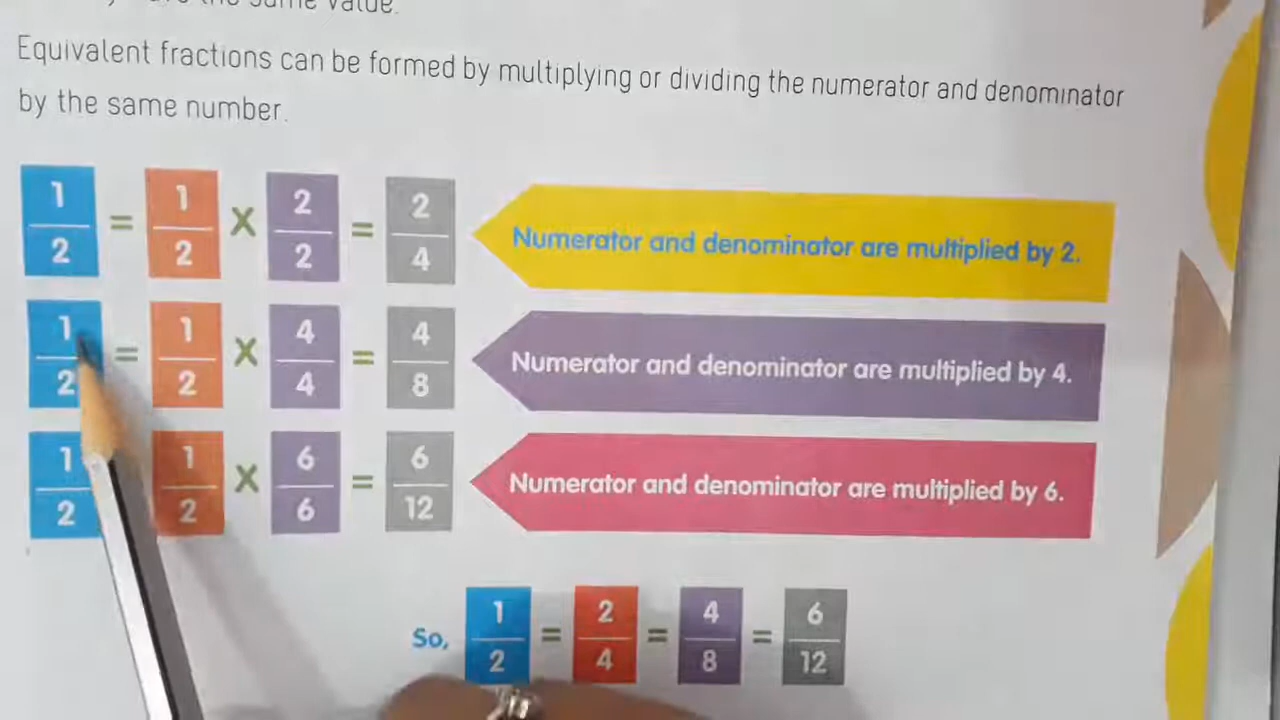 the same value.
Equivalent fractions can be formed by multiplying or dividing the numerator and denominator
by the same number.
1/2 = 1/2 X 2/2 = 2/4 Numerator and denominator are multiplied by 2.
1/2 = 1/2 X 4/4 = 4/8 Numerator and denominator are multiplied by 4.
1/2 1/2 X 6/6 = 6/12 Numerator and denominator are multiplied by 6.
So, 1/2 = 2/4 = 4/8 = 6/12